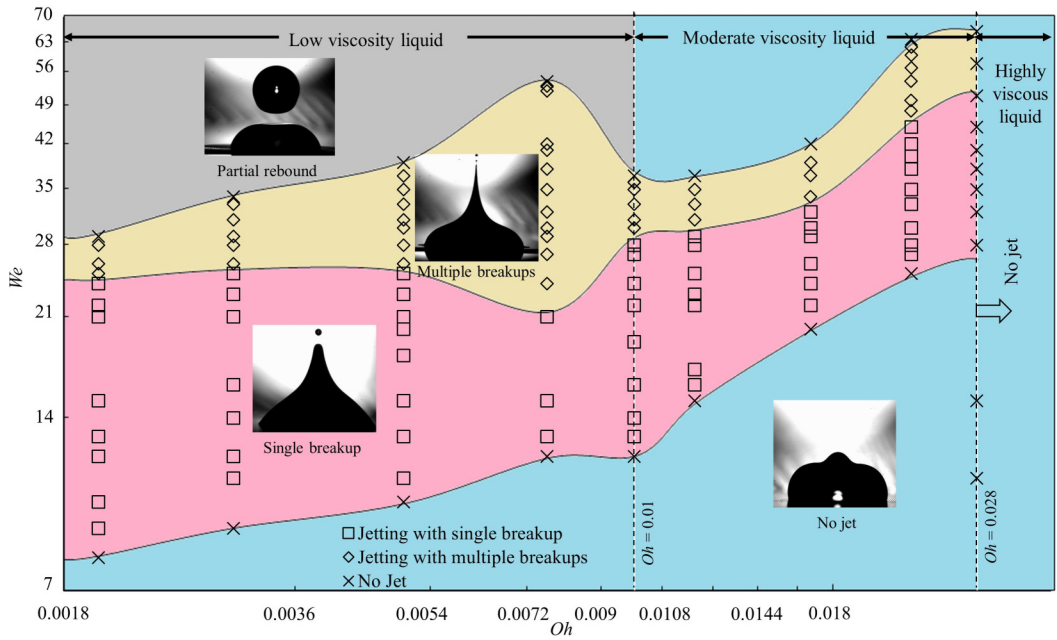 70
63
56
49
42
35
28
21
14
7
We
Low viscosity liquid
Moderate viscosity liquid
Highly
viscous
liquid
Partial rebound
Multiple breakups
Single breakup
No jet
No jet
Jetting with single breakup
Jetting with multiple breakups
No Jet
Oh = 0.01
Oh = 0.028
0.0018 0.0036 0.0054 0.0072 0.009 0.0108 0.0144 0.018
Oh